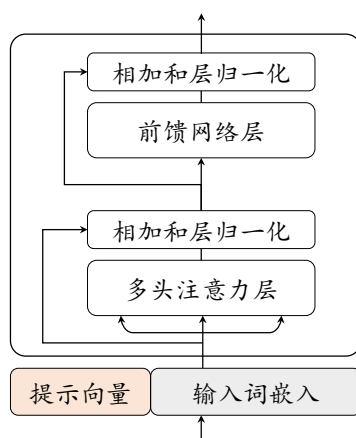 相加和层归一化
前馈网络层
相加和层归一化
多头注意力层
提示向量 输入词嵌入